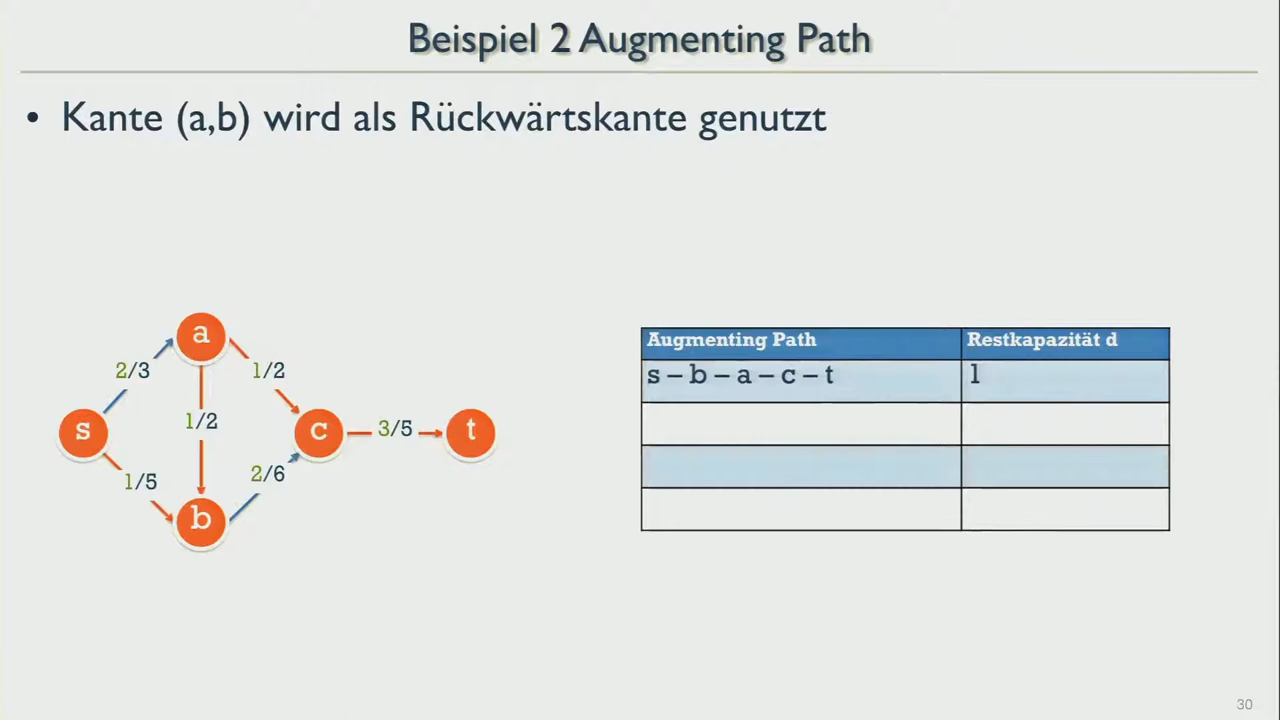 Beispiel 2 Augmenting Path
• Kante (a,b) wird als Rückwärtskante genutzt
a
2/3
1/2
1/2
s
c
3/5
t
1/5
2/6
b
Augmenting Path Restkapazität d
s – b – a – c – t 1
30